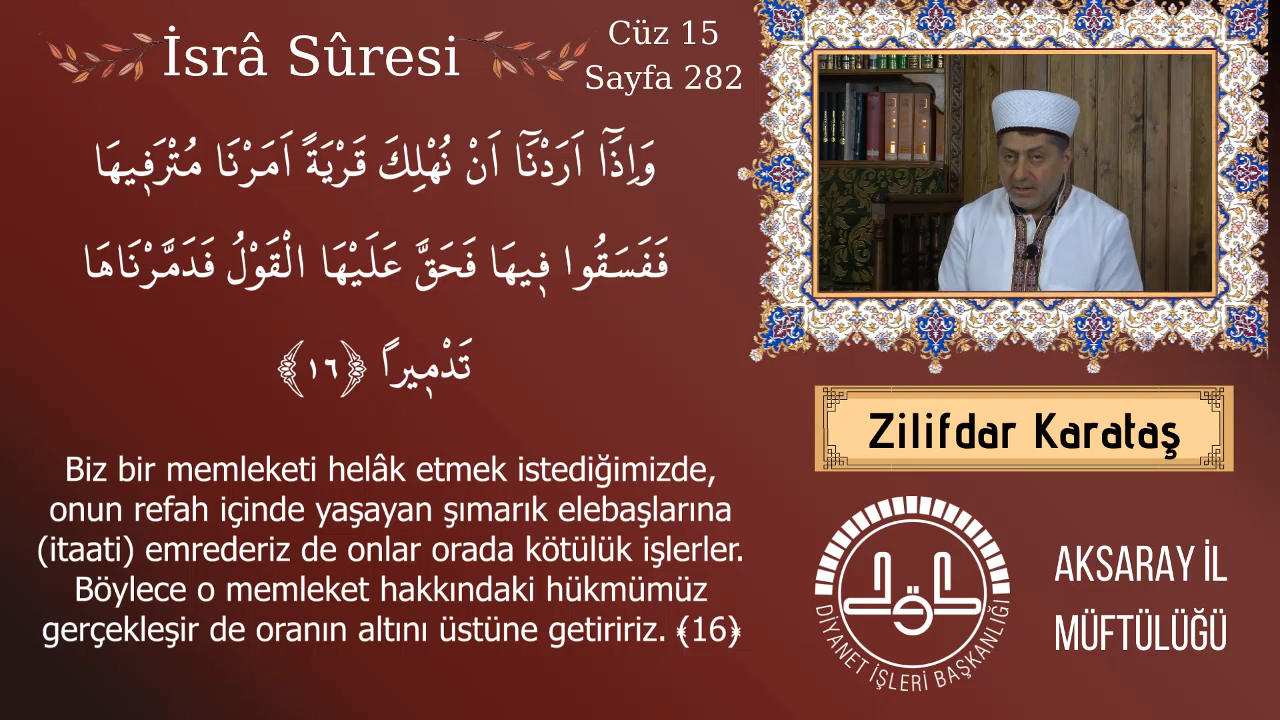 İsrâ Sûresi
Cüz 15
Sayfa 282
وَاِذَٓا اَرَدْنَٓا اَنْ نُهْلِكَ قَرْيَةً اَمَرْنَا مُتْرَف۪يهَا
فَفَسَقُوا ف۪يهَا فَحَقَّ عَلَيْهَا الْقَوْلُ فَدَمَّرْنَاهَا
تَدْم۪يراً ﴿١٦﴾
Biz bir memleketi helâk etmek istediğimizde,
onun refah içinde yaşayan şımarık elebaşlarına
(itaati) emrederiz de onlar orada kötülük işlerler.
Böylece o memleket hakkındaki hükmümüz
gerçekleşir de oranın altını üstüne getiririz. ﴾16﴿
Zilifdar Karataş
DİYANET İŞLERİ BAŞKANLIĞI
AKSARAY İL
MÜFTÜLÜĞÜ